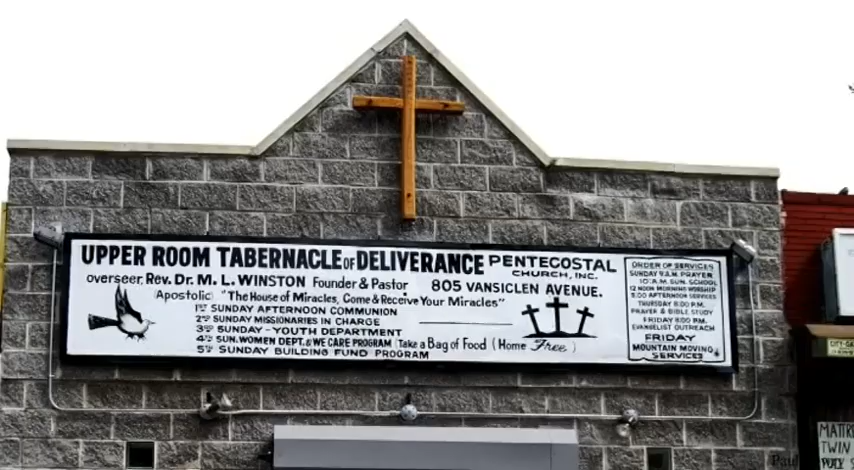 UPPER ROOM TABERNACLE OF DELIVERANCE PENTECOSTAL
CHURCH, INC.
overseer, Rev. Dr. M. L. WINSTON Founder & Pastor 805 VANSICLEN AVENUE.
(Apostolic) "The House of Miracles, Come & Receive Your Miracles"
1ST SUNDAY AFTERNOON COMMUNION
2ND SUNDAY MISSIONARIES IN CHARGE
3RD SUNDAY - YOUTH DEPARTMENT
4TH SUN. WOMEN DEPT. & WE CARE PROGRAM (Take a Bag of Food (Home Free)
5TH SUNDAY BUILDING FUND PROGRAM
ORDER OF SERVICES
SUNDAY 9 A.M. PRAYER
10 A.M. SUN. SCHOOL
12 NOON MORNING WORSHIP
5:00 AFTERNOON SERVICES
THURSDAY 8:00 P.M.
PRAYER & BIBLE STUDY
FRIDAY 8:00 P.M.
EVANGELIST OUTREACH
FRIDAY
MOUNTAIN MOVING
SERVICES
TWIN